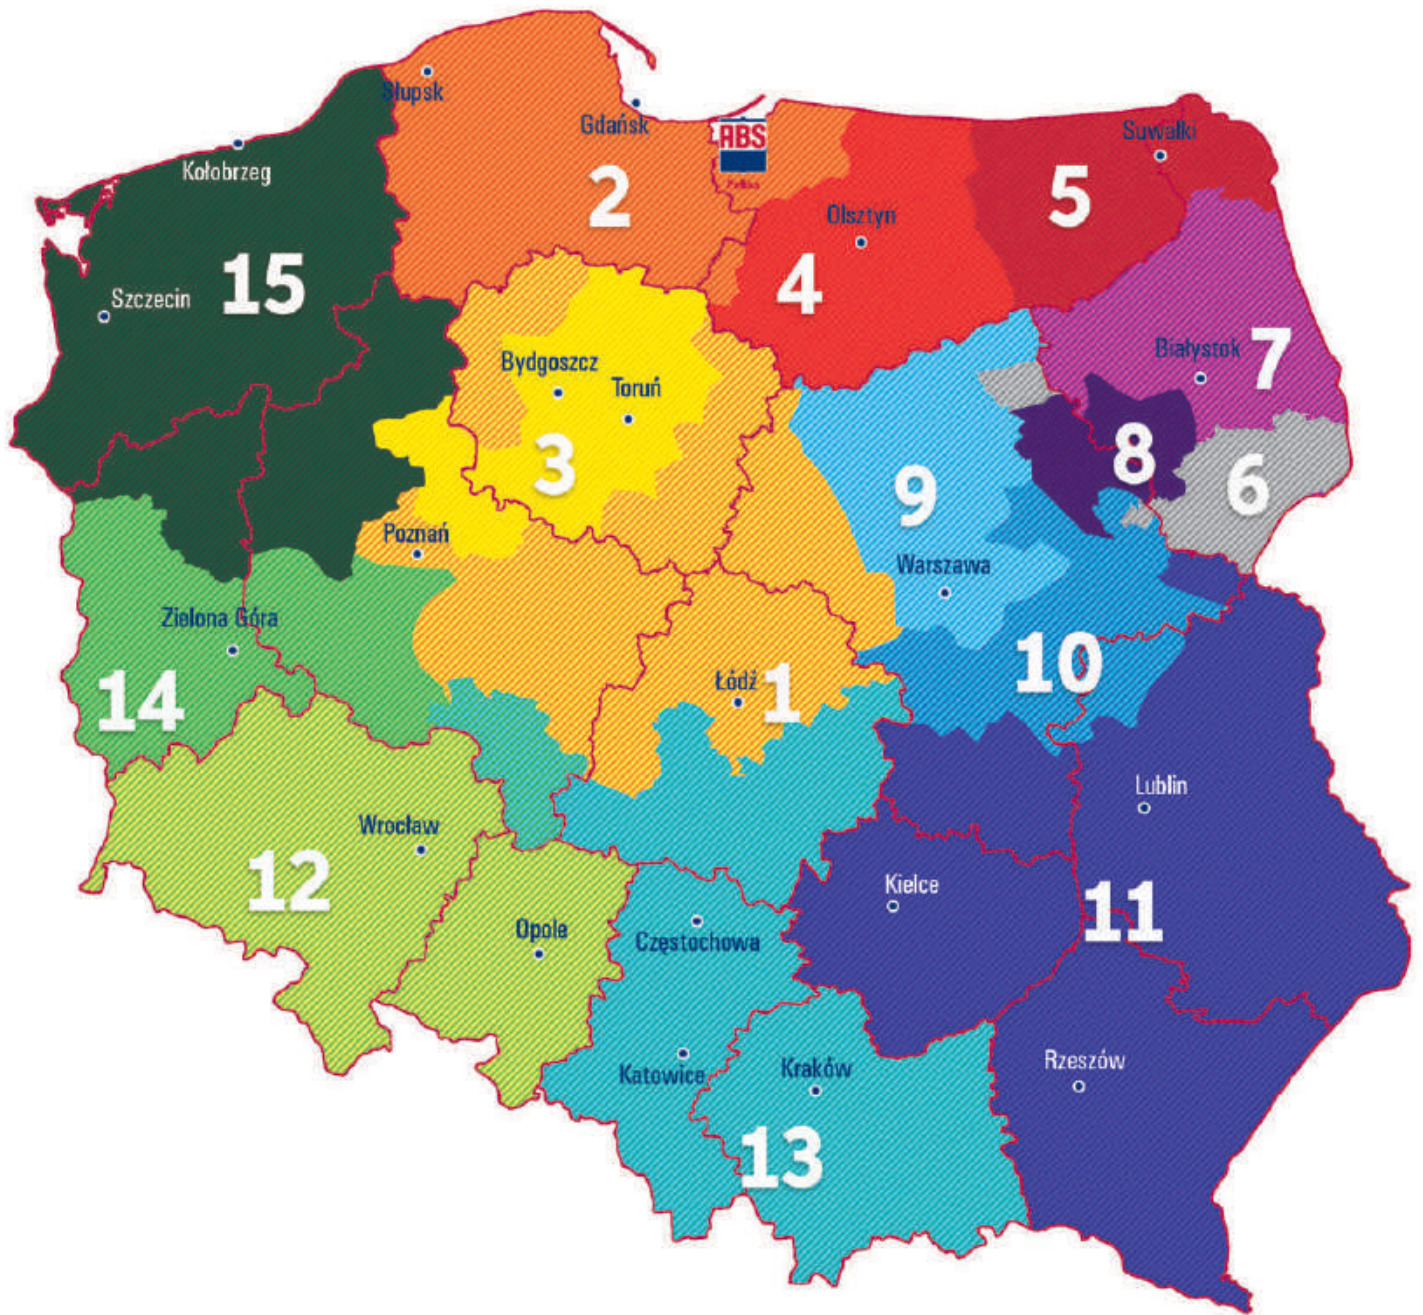 Słupsk
Gdańsk
ABS
Polska
Suwałki
Kołobrzeg
2
5
Olsztyn
15
4
Szczecin
Białystok
7
Bydgoszcz
Toruń
3
8
6
9
Poznań
Warszawa
Zielona Góra
10
14
Łódź
1
Lublin
Wrocław
12
Kielce
11
Opole
Częstochowa
Katowice
Kraków
Rzeszów
13